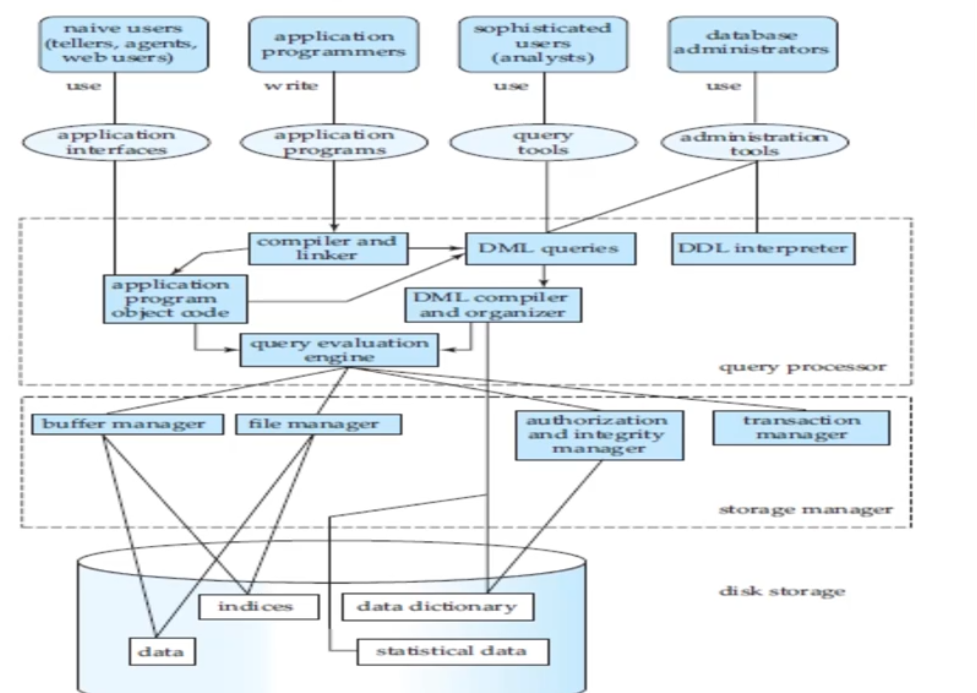 naive users
(tellers, agents,
web users)
application
programmers
sophisticated
users
(analysts)
database
administrators
use
write
use
use
application
interfaces
application
programs
query
tools
administration
tools
compiler and
linker
DML queries
DDL interpreter
application
program
object code
DML compiler
and organizer
query evaluation
engine
query processor
buffer manager
file manager
authorization
and integrity
manager
transaction
manager
storage manager
disk storage
indices
data dictionary
data
statistical data